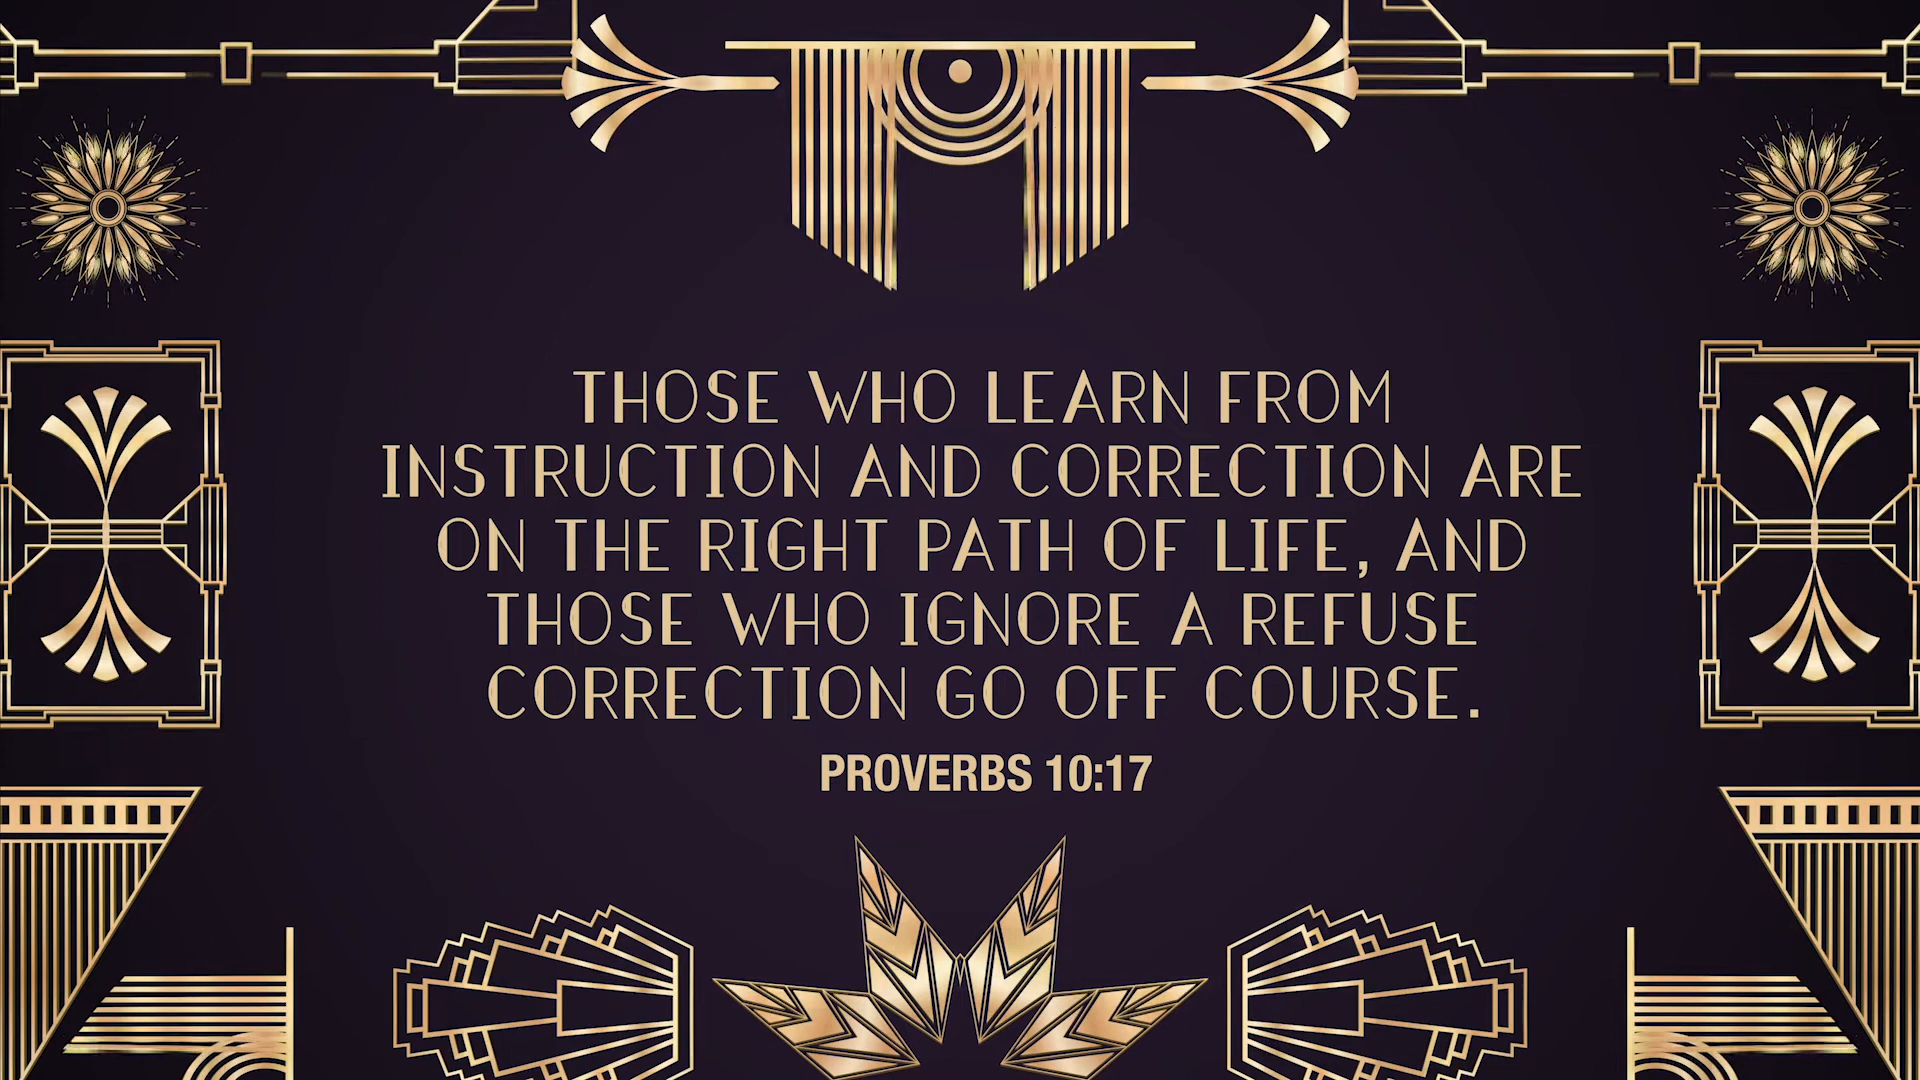 THOSE WHO LEARN FROM
INSTRUCTION AND CORRECTION ARE
ON THE RIGHT PATH OF LIFE, AND
THOSE WHO IGNORE A REFUSE
CORRECTION GO OFF COURSE.
PROVERBS 10:17